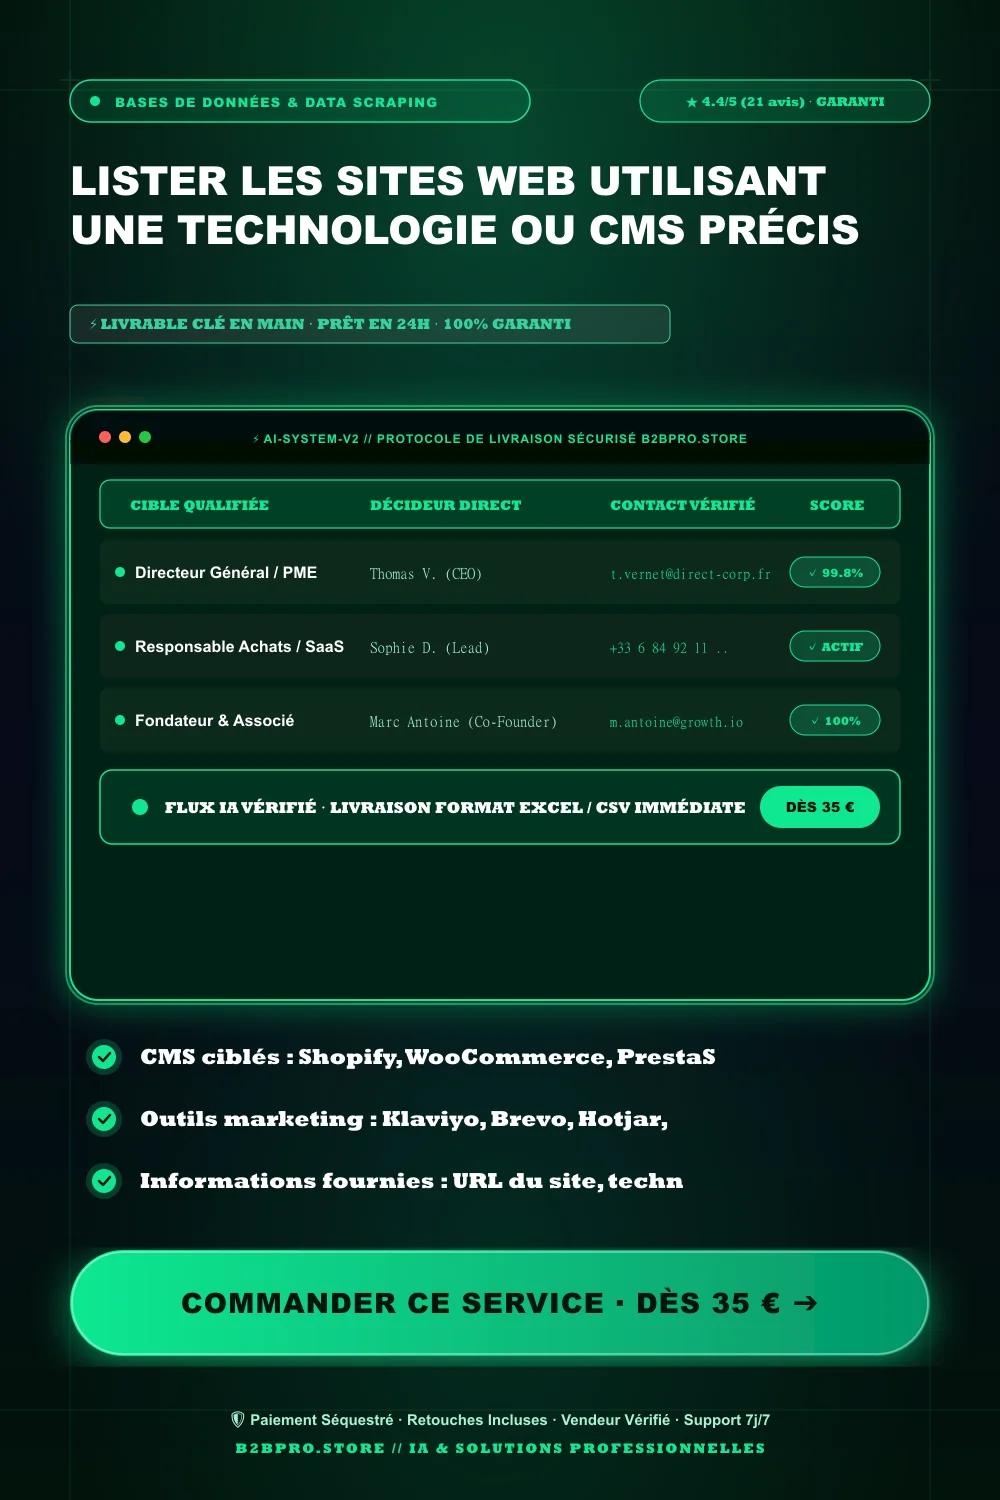 BASES DE DONNÉES & DATA SCRAPING
★ 4.4/5 (21 avis) · GARANTI
LISTER LES SITES WEB UTILISANT
UNE TECHNOLOGIE OU CMS PRÉCIS
⚡ LIVRABLE CLÉ EN MAIN · PRÊT EN 24H · 100% GARANTI
⚡ AI-SYSTEM-V2 // PROTOCOLE DE LIVRAISON SÉCURISÉ B2BPRO.STORE
CIBLE QUALIFIÉE DÉCIDEUR DIRECT CONTACT VÉRIFIÉ SCORE
Directeur Général / PME Thomas V. (CEO) t.vernet@direct-corp.fr ✓ 99.8%
Responsable Achats / SaaS Sophie D. (Lead) +33 6 84 92 11 .. ✓ ACTIF
Fondateur & Associé Marc Antoine (Co-Founder) m.antoine@growth.io ✓ 100%
FLUX IA VÉRIFIÉ · LIVRAISON FORMAT EXCEL / CSV IMMÉDIATE DÈS 35 €
CMS ciblés : Shopify, WooCommerce, PrestaS
Outils marketing : Klaviyo, Brevo, Hotjar,
Informations fournies : URL du site, techn
COMMANDER CE SERVICE · DÈS 35 € ➔
🛡 Paiement Séquestré · Retouches Incluses · Vendeur Vérifié · Support 7j/7
B2BPRO.STORE // IA & SOLUTIONS PROFESSIONNELLES